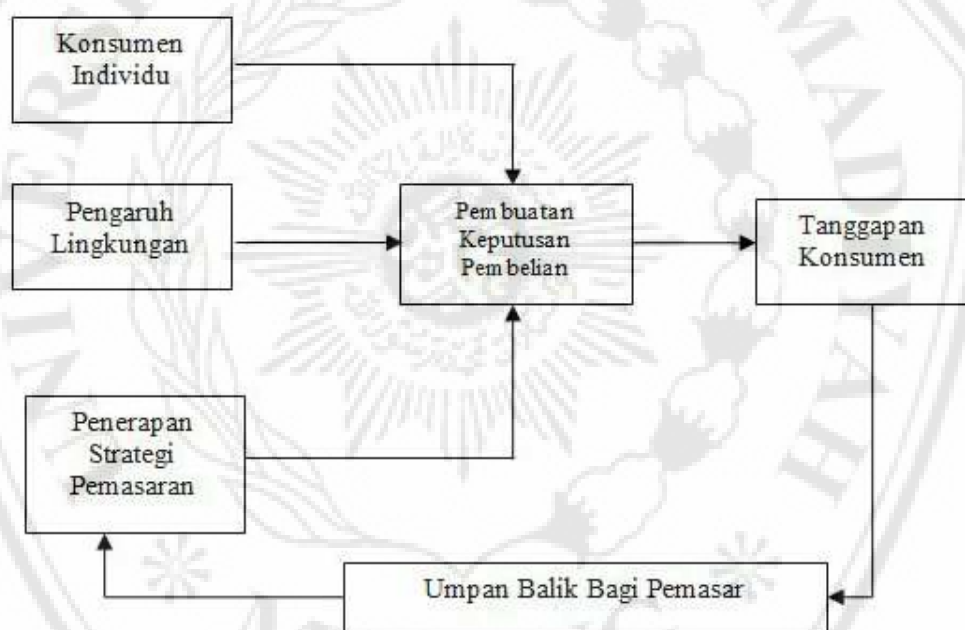 Konsumen
Individu
Pengaruh
Lingkungan
Pembuatan
Keputusan
Pembelian
Tanggapan
Konsumen
Penerapan
Strategi
Pemasaran
Umpan Balik Bagi Pemasar